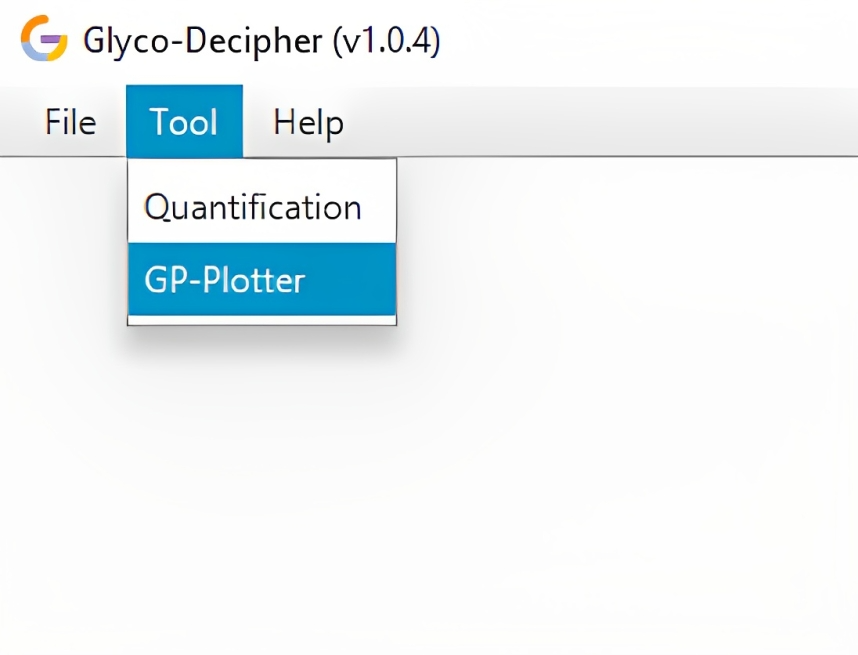 Glyco-Decipher (v1.0.4)
File Tool Help
Quantification
GP-Plotter